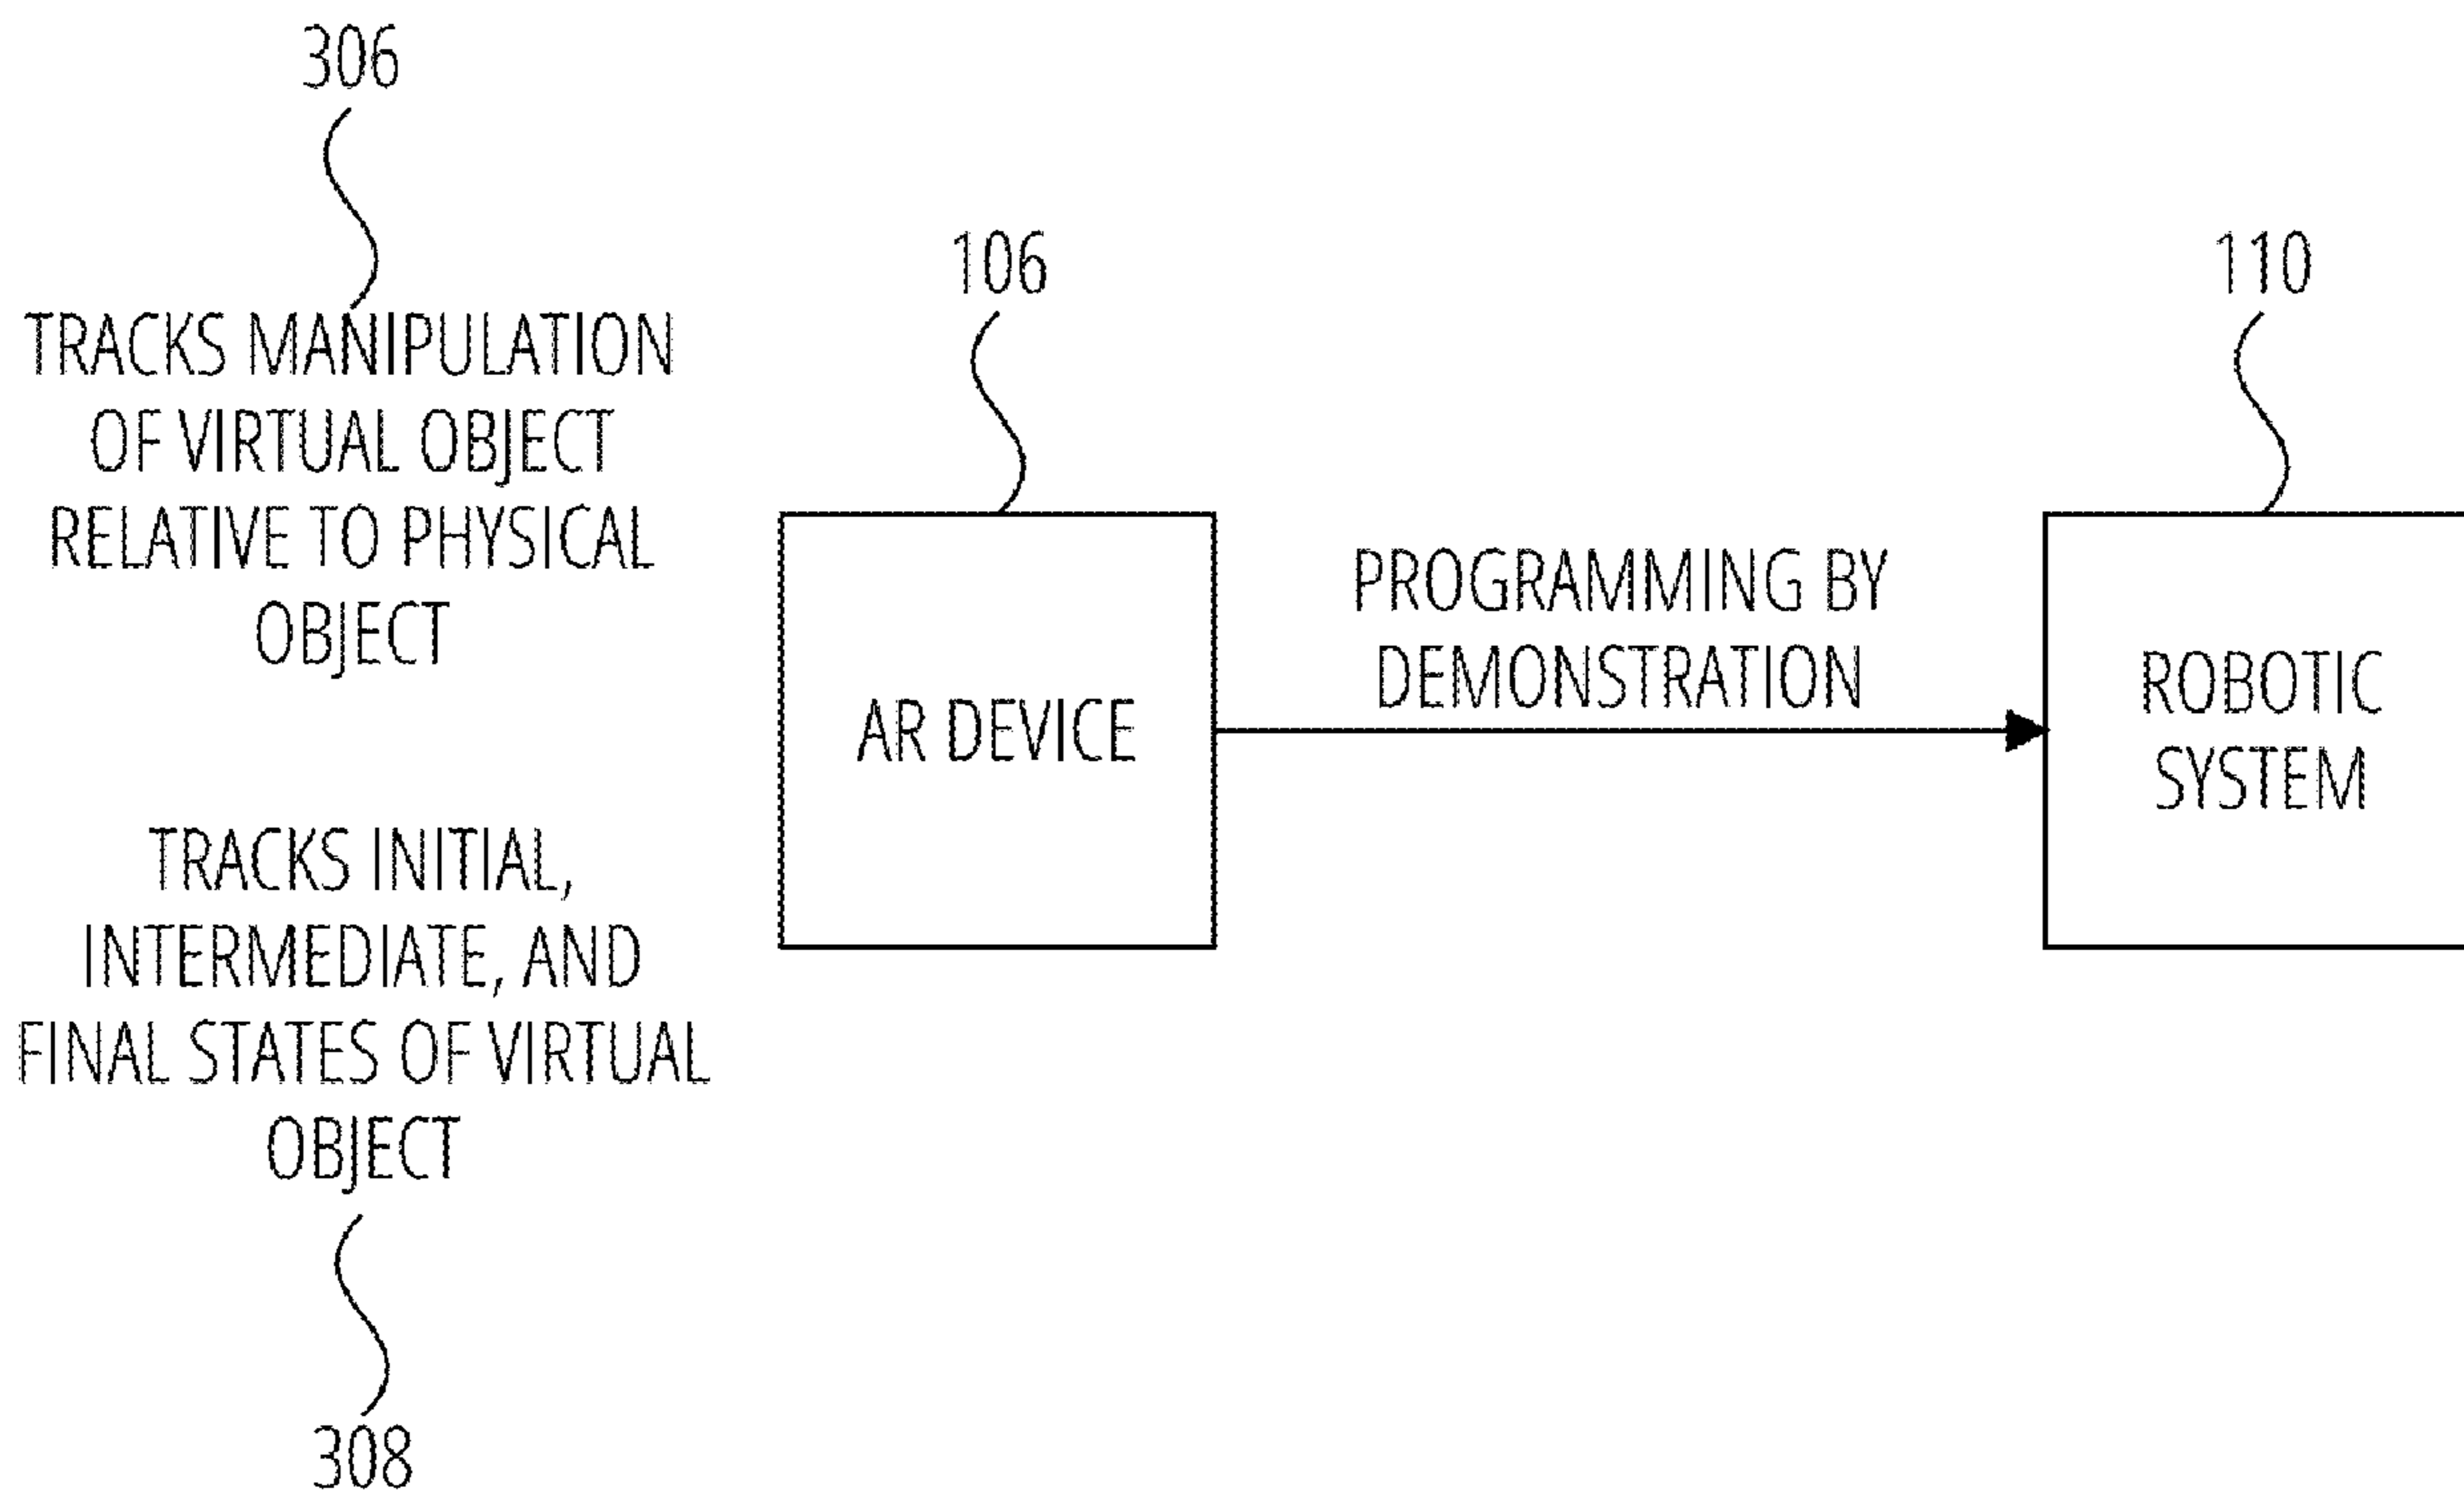 306
TRACKS MANIPULATION
OF VIRTUAL OBJECT
RELATIVE TO PHYSICAL
OBJECT
TRACKS INITIAL,
INTERMEDIATE, AND
FINAL STATES OF VIRTUAL
OBJECT
308
106
AR DEVICE
PROGRAMMING BY
DEMONSTRATION
110
ROBOTIC
SYSTEM